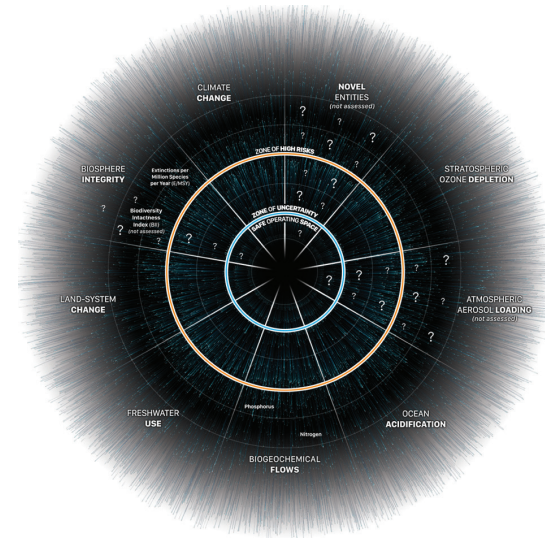 CLIMATE
CHANGE
NOVEL
ENTITIES
(not assessed)
?
?
?
?
?
?
ZONE OF HIGH RISKS
?
?
?
?
BIOSPHERE
INTEGRITY
Extinctions per
Million Species
per Year (E/MSY)
STRATOSPHERIC
OZONE DEPLETION
?
?
?
Biodiversity
Intactness
Index (BII)
(not assessed)
?
?
?
?
?
ZONE OF UNCERTAINTY
SAFE OPERATING SPACE
?
?
?
?
?
?
?
?
?
?
?
?
?
?
LAND-SYSTEM
CHANGE
ATMOSPHERIC
AEROSOL LOADING
(not assessed)
FRESHWATER
USE
Phosphorus
OCEAN
ACIDIFICATION
Nitrogen
BIOGEOCHEMICAL
FLOWS